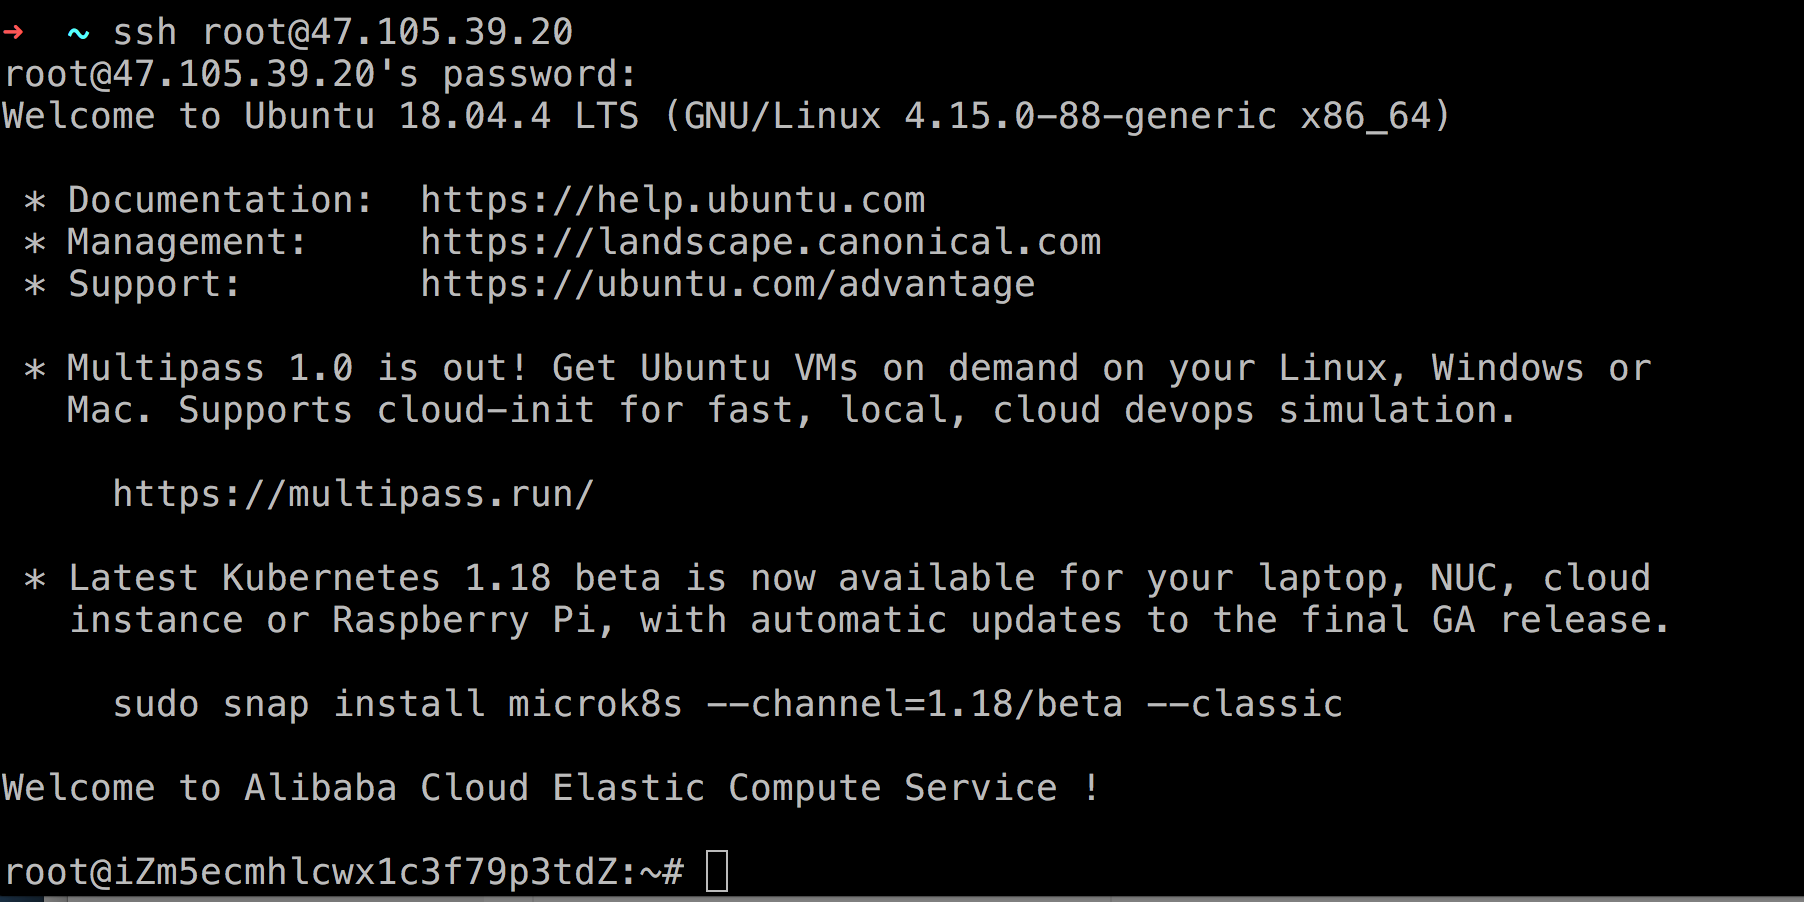 ➜  ~ ssh root@47.105.39.20
root@47.105.39.20's password:
Welcome to Ubuntu 18.04.4 LTS (GNU/Linux 4.15.0-88-generic x86_64)
 * Documentation:  https://help.ubuntu.com
 * Management:     https://landscape.canonical.com
 * Support:        https://ubuntu.com/advantage
 * Multipass 1.0 is out! Get Ubuntu VMs on demand on your Linux, Windows or
   Mac. Supports cloud-init for fast, local, cloud devops simulation.
     https://multipass.run/
 * Latest Kubernetes 1.18 beta is now available for your laptop, NUC, cloud
   instance or Raspberry Pi, with automatic updates to the final GA release.
     sudo snap install microk8s --channel=1.18/beta --classic
Welcome to Alibaba Cloud Elastic Compute Service !
root@iZm5ecmhlcwx1c3f79p3tdZ:~#